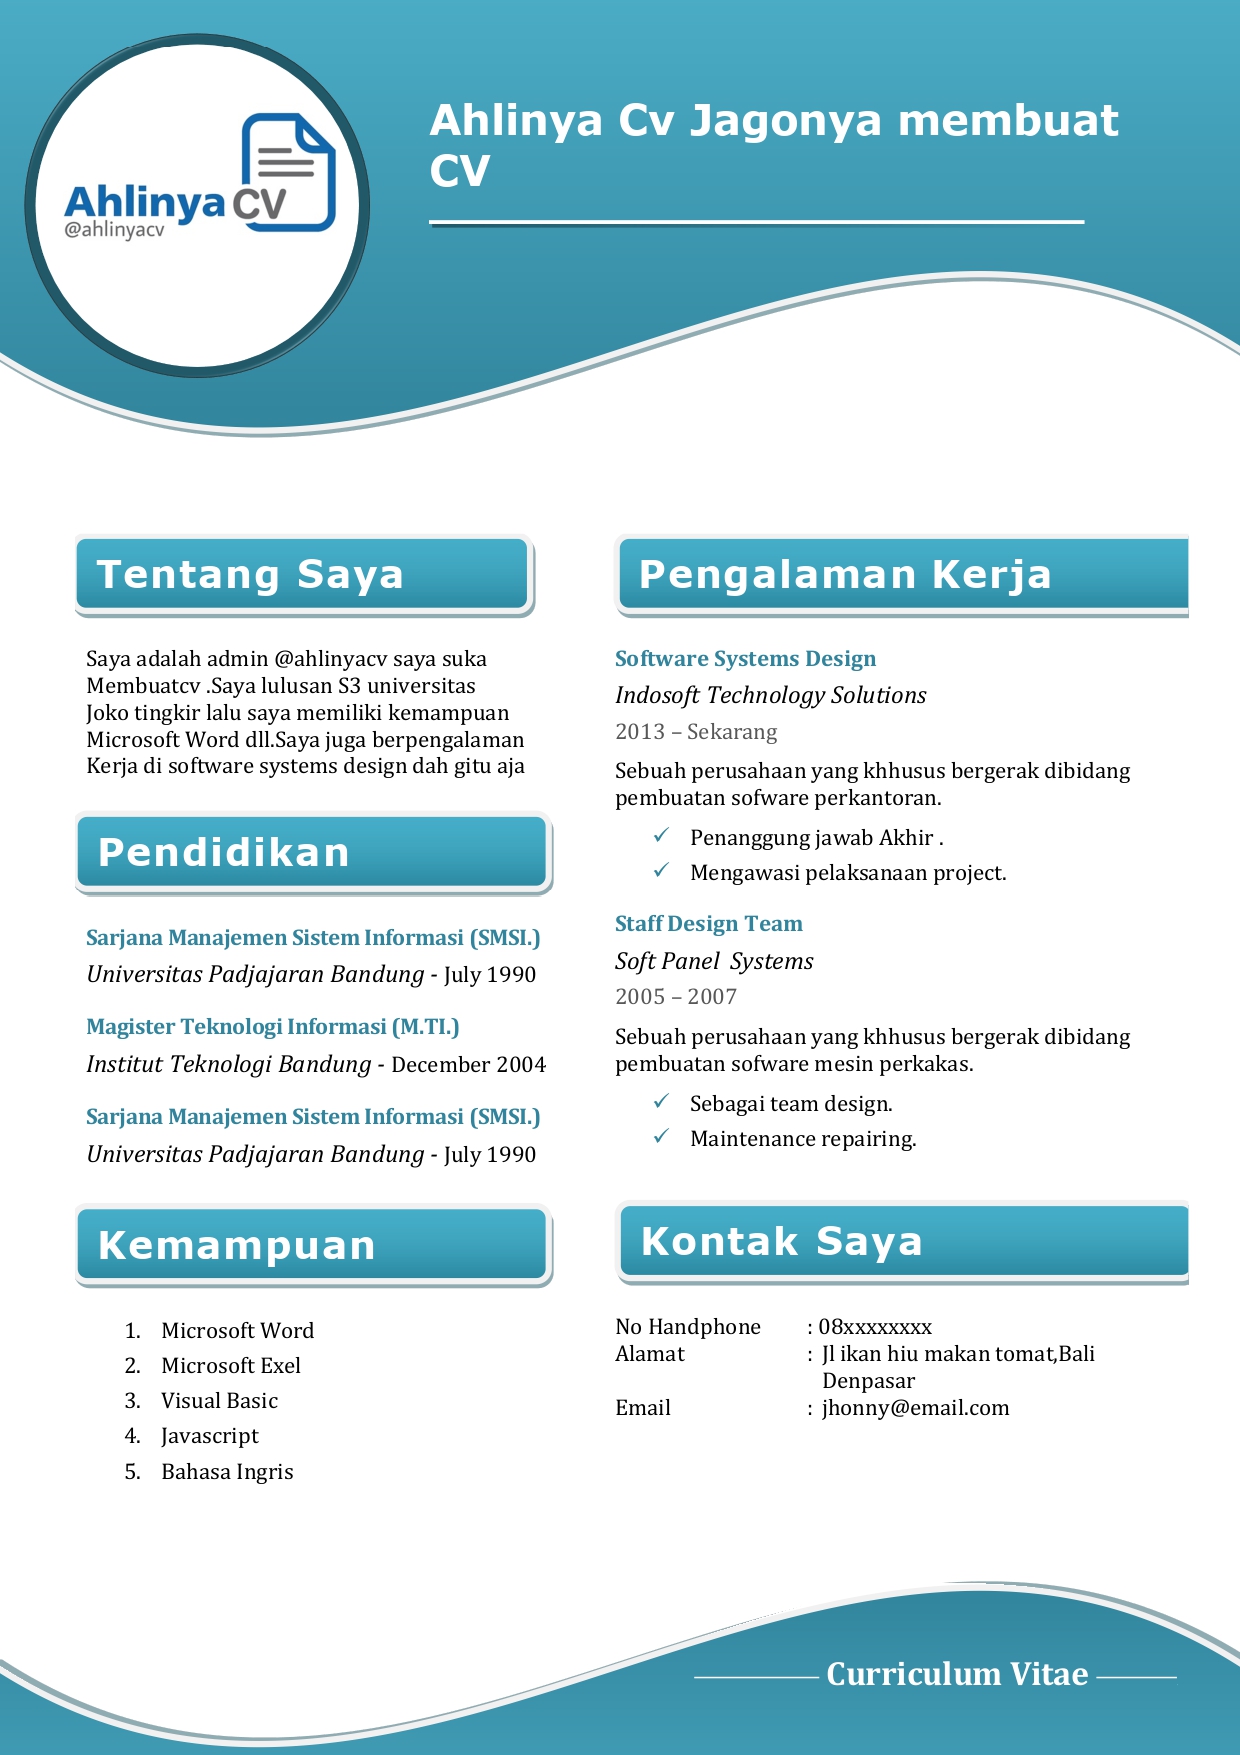 Ahlinya CV
@ahlinyacv
Ahlinya Cv Jagonya membuat
CV
Tentang Saya
Saya adalah admin @ahlinyacv saya suka
Membuatcv .Saya lulusan S3 universitas
Joko tingkir lalu saya memiliki kemampuan
Microsoft Word dll.Saya juga berpengalaman
Kerja di software systems design dah gitu aja
Pendidikan
Sarjana Manajemen Sistem Informasi (SMSI.)
Universitas Padjajaran Bandung - July 1990
Magister Teknologi Informasi (M.TI.)
Institut Teknologi Bandung - December 2004
Sarjana Manajemen Sistem Informasi (SMSI.)
Universitas Padjajaran Bandung - July 1990
Kemampuan
1. Microsoft Word
2. Microsoft Exel
3. Visual Basic
4. Javascript
5. Bahasa Ingris
Pengalaman Kerja
Software Systems Design
Indosoft Technology Solutions
2013 – Sekarang
Sebuah perusahaan yang khhusus bergerak dibidang
pembuatan sofware perkantoran.
✓ Penanggung jawab Akhir .
✓ Mengawasi pelaksanaan project.
Staff Design Team
Soft Panel  Systems
2005 – 2007
Sebuah perusahaan yang khhusus bergerak dibidang
pembuatan sofware mesin perkakas.
✓ Sebagai team design.
✓ Maintenance repairing.
Kontak Saya
No Handphone : 08xxxxxxxx
Alamat : Jl ikan hiu makan tomat,Bali
Denpasar
Email : jhonny@email.com
Curriculum Vitae